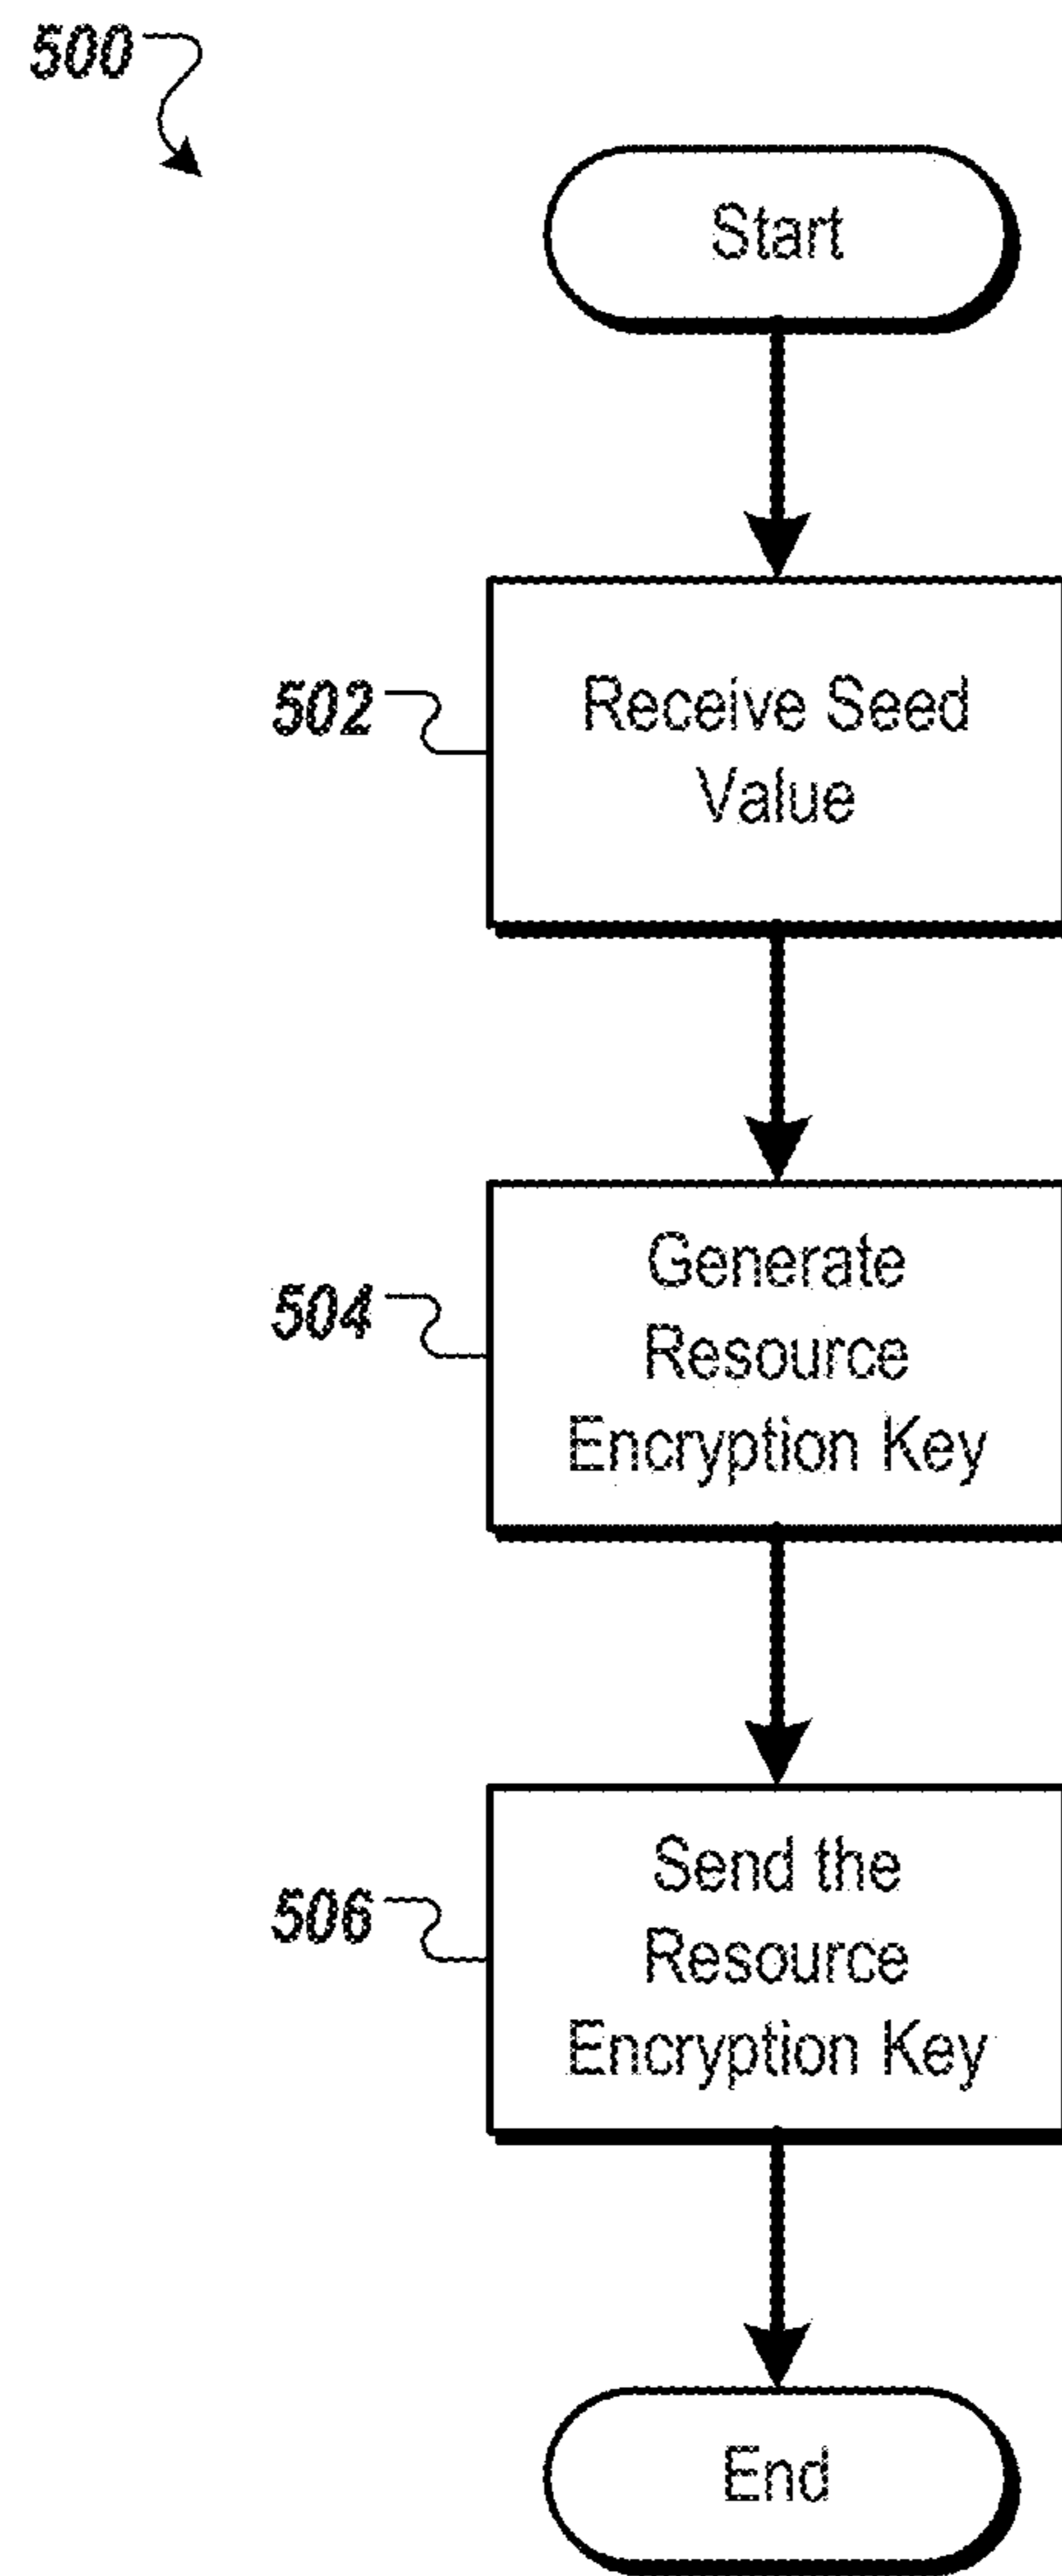 500
Start
502
Receive Seed
Value
504
Generate
Resource
Encryption Key
506
Send the
Resource
Encryption Key
End